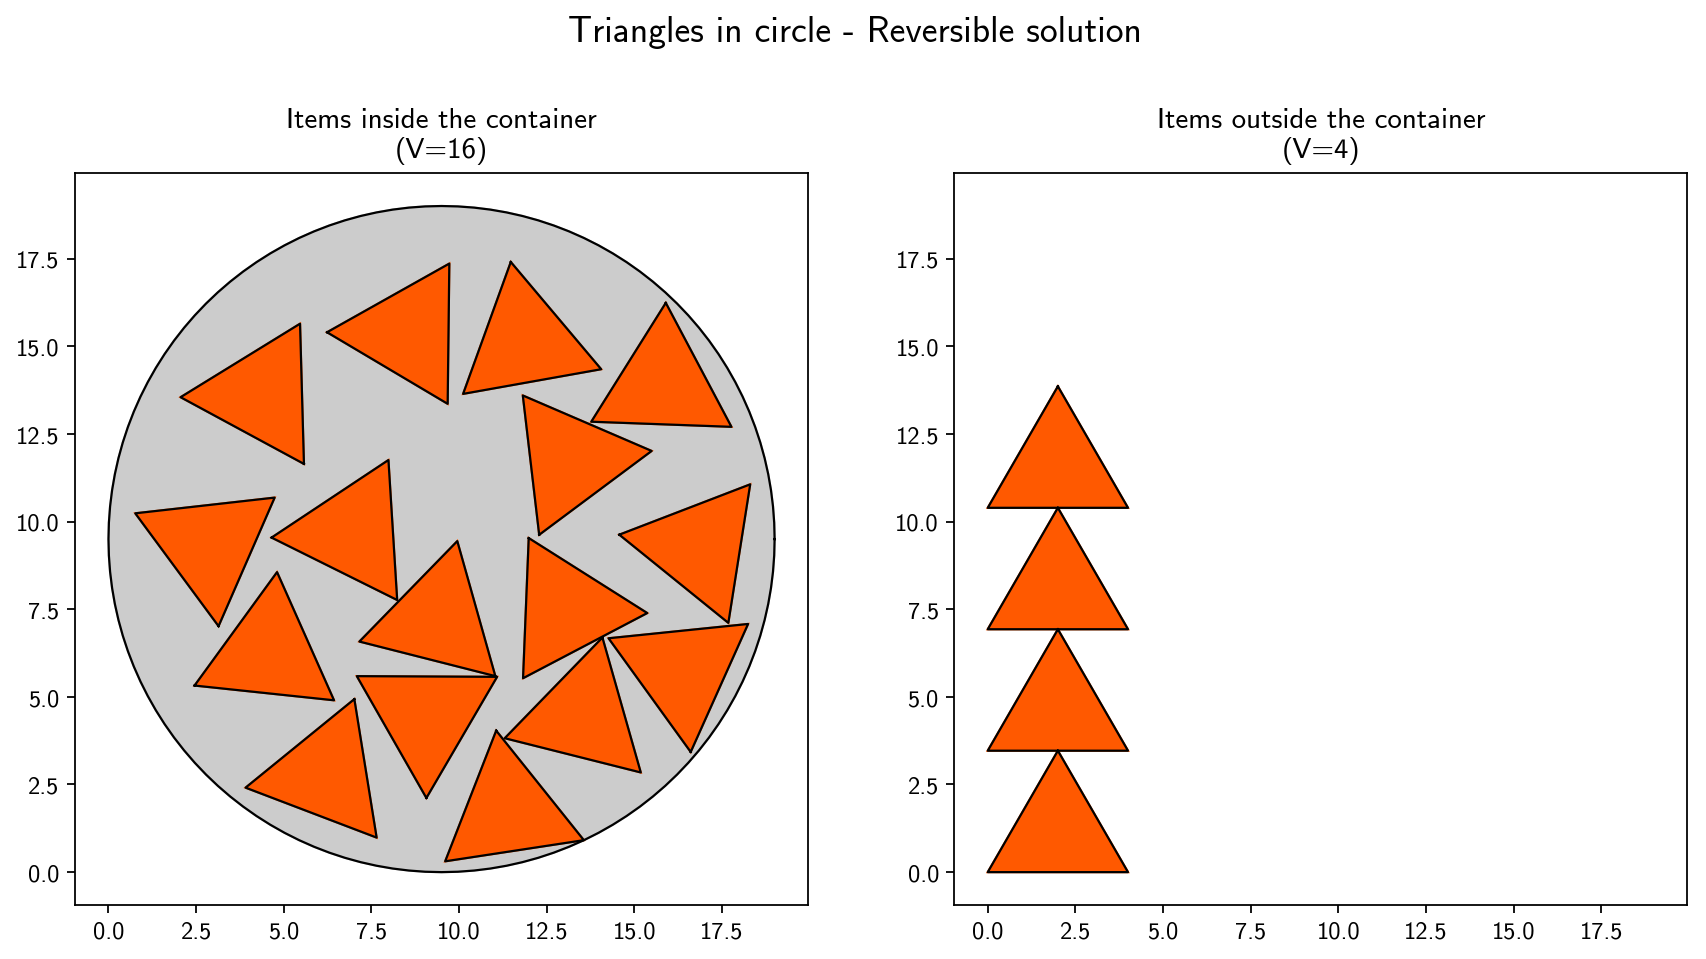 Triangles in circle - Reversible solution
Items inside the container
(V=16)
17.5
15.0
12.5
10.0
7.5
5.0
2.5
0.0
0.0 2.5 5.0 7.5 10.0 12.5 15.0 17.5
Items outside the container
(V=4)
17.5
15.0
12.5
10.0
7.5
5.0
2.5
0.0
0.0 2.5 5.0 7.5 10.0 12.5 15.0 17.5